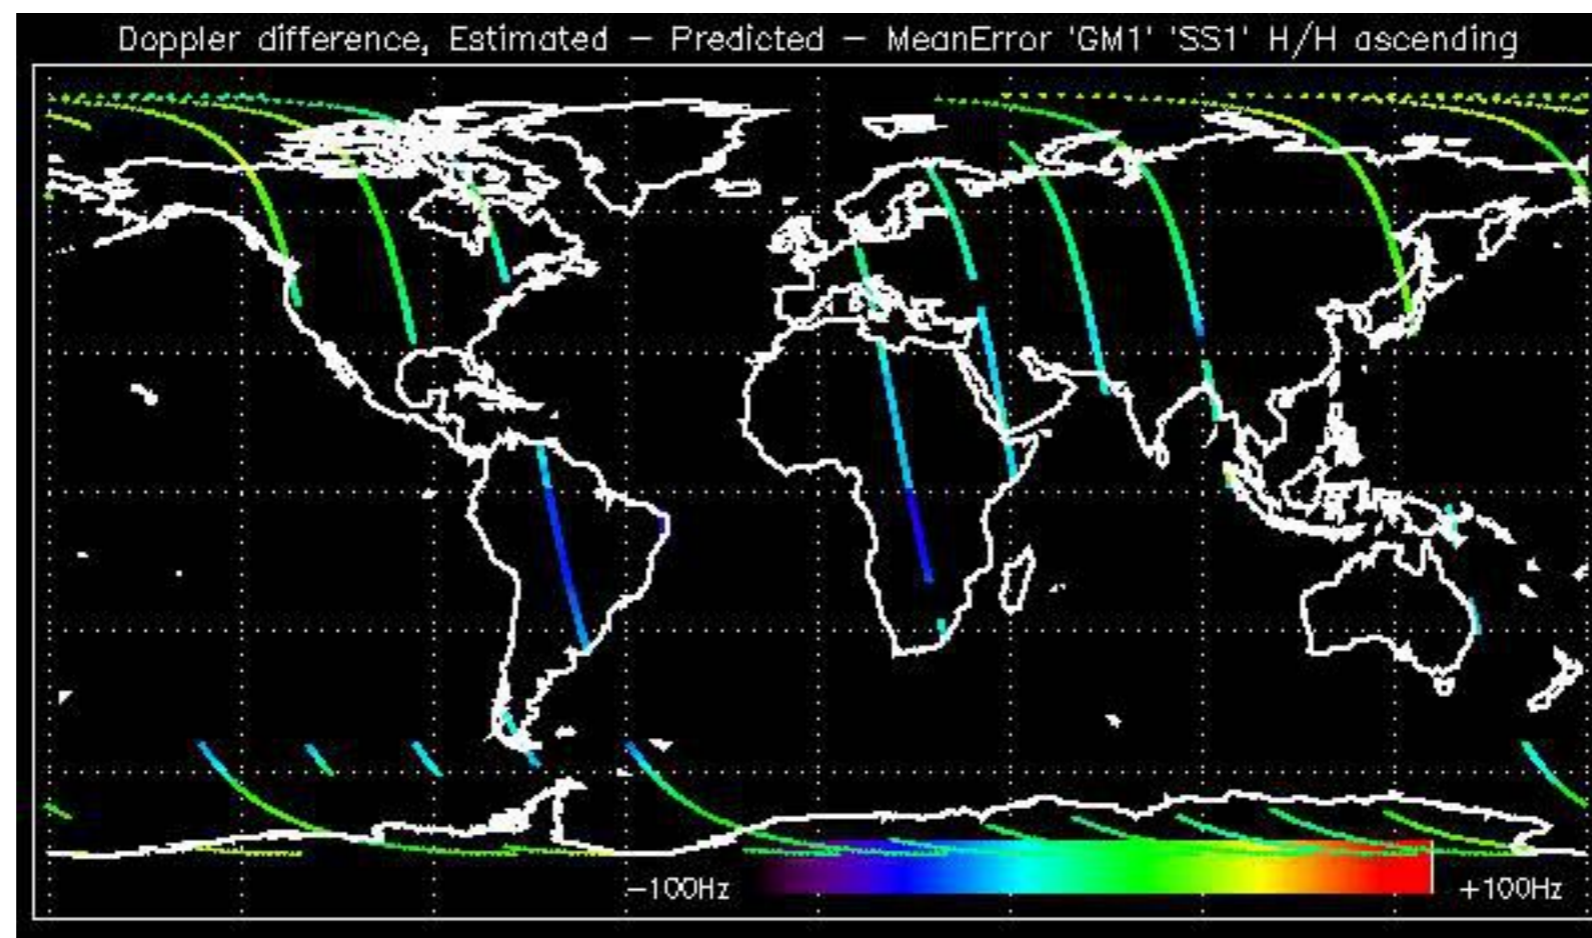 Doppler difference, Estimated − Predicted − MeanError 'GM1' 'SS1' H/H ascending
−100Hz
+100Hz